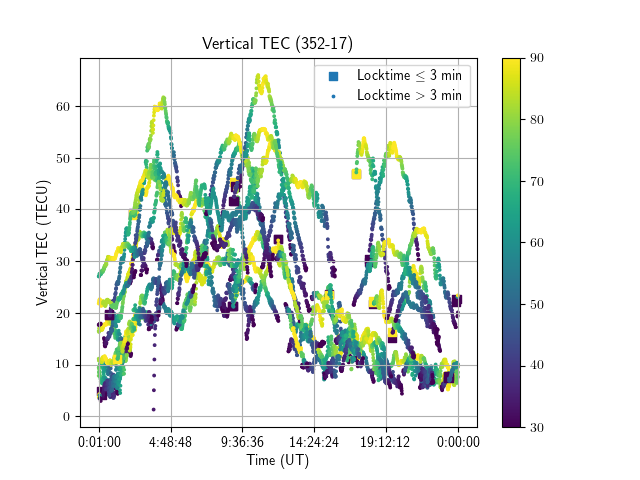 Vertical TEC (352-17)
Locktime ≤ 3 min
Locktime > 3 min
Vertical TEC (TECU)
60
50
40
30
20
10
0
0:01:00 4:48:48 9:36:36 14:24:24 19:12:12 0:00:00
Time (UT)
90
80
70
60
50
40
30